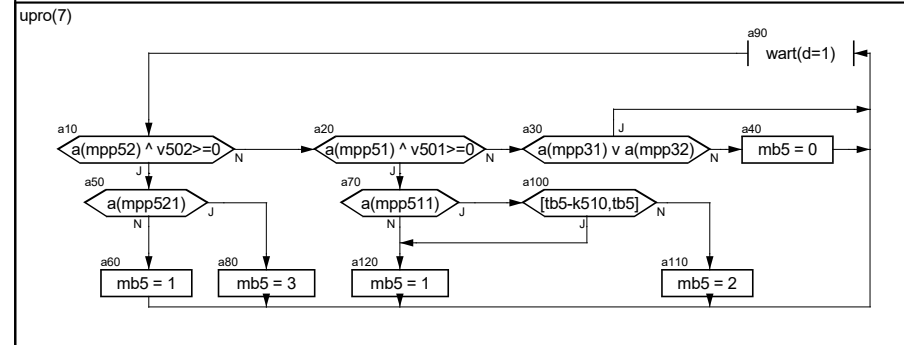 upro(7)
a90
wart(d=1)
a10
a(mpp52) ^ v502>=0
N
J
a20
a(mpp51) ^ v501>=0
N
J
a30
a(mpp31) v a(mpp32)
J
N
a40
mb5 = 0
a50
a(mpp521)
J
N
a70
a(mpp511)
J
N
a100
[tb5-k510,tb5]
N
J
a60
mb5 = 1
a80
mb5 = 3
a120
mb5 = 1
a110
mb5 = 2